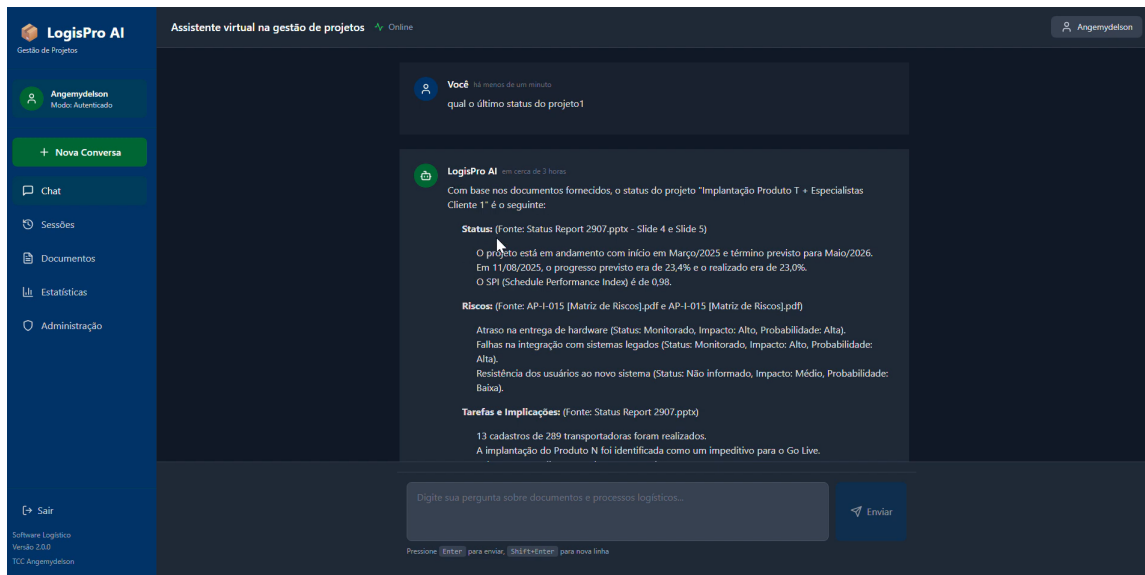 LogisPro AI
Gestão de Projetos
Angemydelson
Modo: Autenticado
+ Nova Conversa
Chat
Sessões
Documentos
Estatísticas
Administração
Sair
Software Logístico
Versão 2.0.0
TCC Angemydelson
Assistente virtual na gestão de projetos Online
Angemydelson
Você há menos de um minuto
qual o último status do projeto1
LogisPro AI em cerca de 3 horas
Com base nos documentos fornecidos, o status do projeto "Implantação Produto T + Especialistas
Cliente 1" é o seguinte:
Status: (Fonte: Status Report 2907.pptx - Slide 4 e Slide 5)
O projeto está em andamento com início em Março/2025 e término previsto para Maio/2026.
Em 11/08/2025, o progresso previsto era de 23,4% e o realizado era de 23,0%.
O SPI (Schedule Performance Index) é de 0,98.
Riscos: (Fonte: AP-I-015 [Matriz de Riscos].pdf e AP-I-015 [Matriz de Riscos].pdf)
Atraso na entrega de hardware (Status: Monitorado, Impacto: Alto, Probabilidade: Alta).
Falhas na integração com sistemas legados (Status: Monitorado, Impacto: Alto, Probabilidade:
Alta).
Resistência dos usuários ao novo sistema (Status: Não informado, Impacto: Médio, Probabilidade:
Baixa).
Tarefas e Implicações: (Fonte: Status Report 2907.pptx)
13 cadastros de 289 transportadoras foram realizados.
A implantação do Produto N foi identificada como um impeditivo para o Go Live.
Digite sua pergunta sobre documentos e processos logísticos...
Enviar
Pressione Enter para enviar, Shift+Enter para nova linha